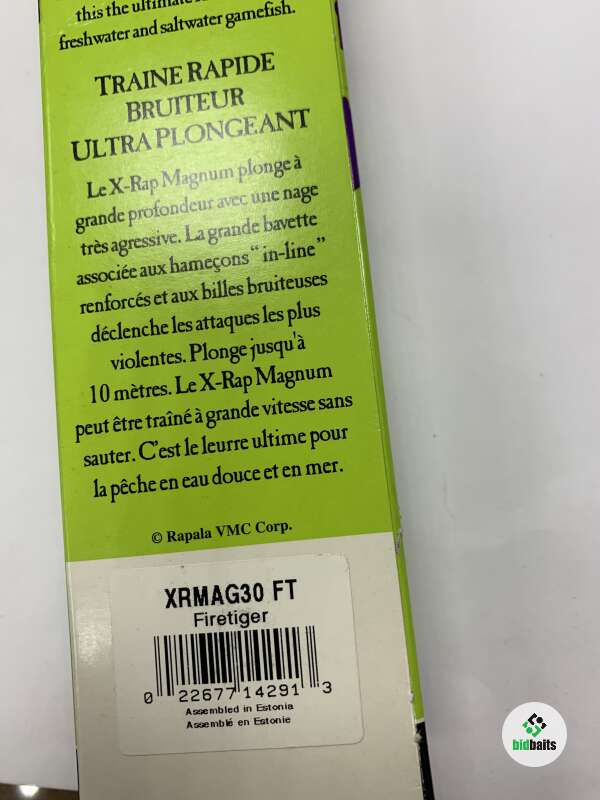 this the ultimate
freshwater and saltwater gamefish.
TRAINE RAPIDE
BRUITEUR
ULTRA PLONGEANT
Le X-Rap Magnum plonge à
grande profondeur avec une nage
très agressive. La grande bavette
associée aux hameçons "in-line"
renforcés et aux billes bruiteuses
déclenche les attaques les plus
violentes. Plonge jusqu'à
10 mètres. Le X-Rap Magnum
peut être traîné à grande vitesse sans
sauter. C'est le leurre ultime pour
la pêche en eau douce et en mer.
© Rapala VMC Corp.
XRMAG30 FT
Firetiger
0 22677 14291 3
Assembled in Estonia
Assemblé en Estonie
bidbaits